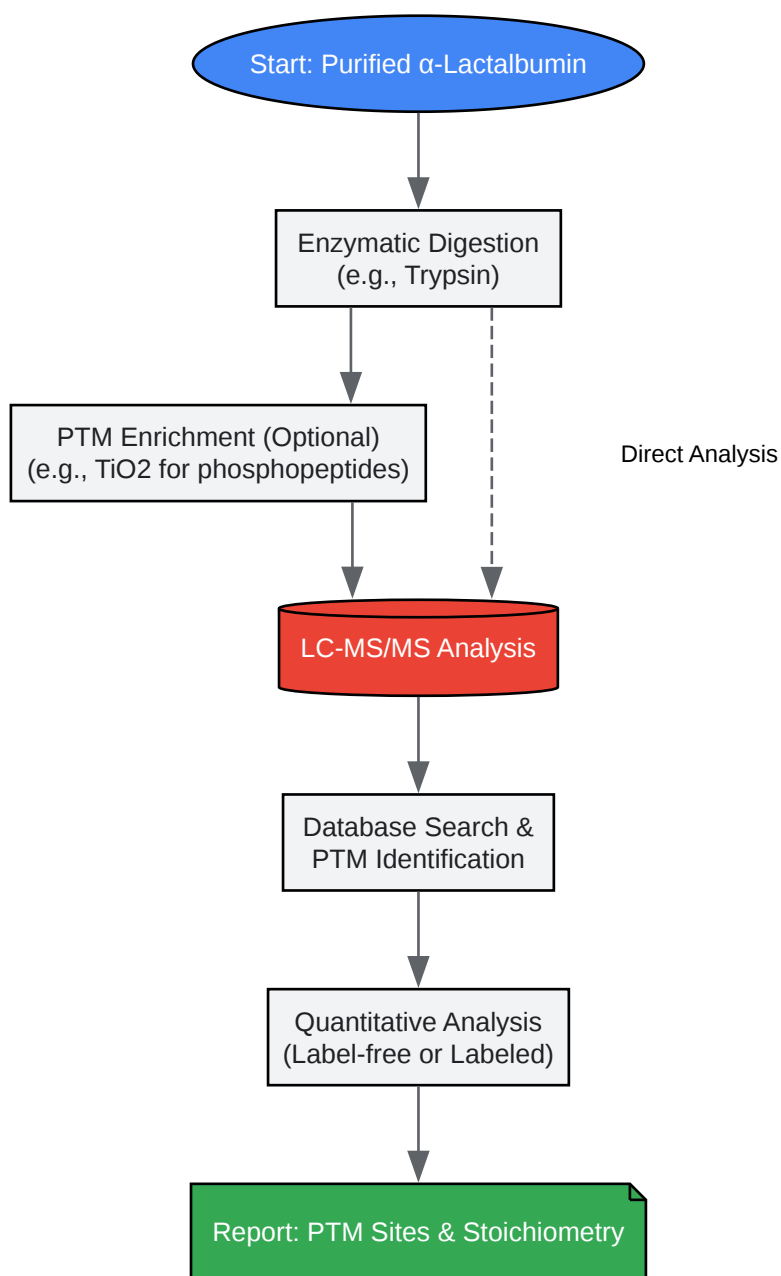 Start: Purified α-Lactalbumin
Enzymatic Digestion
(e.g., Trypsin)
PTM Enrichment (Optional)
(e.g., TiO2 for phosphopeptides)
Direct Analysis
LC-MS/MS Analysis
Database Search &
PTM Identification
Quantitative Analysis
(Label-free or Labeled)
Report: PTM Sites & Stoichiometry